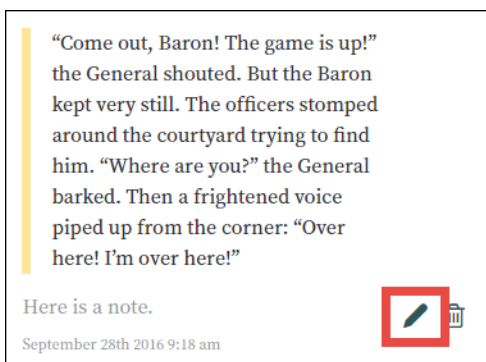 “Come out, Baron! The game is up!”
the General shouted. But the Baron
kept very still. The officers stomped
around the courtyard trying to find
him. “Where are you?” the General
barked. Then a frightened voice
piped up from the corner: “Over
here! I’m over here!”
Here is a note.
September 28th 2016 9:18 am